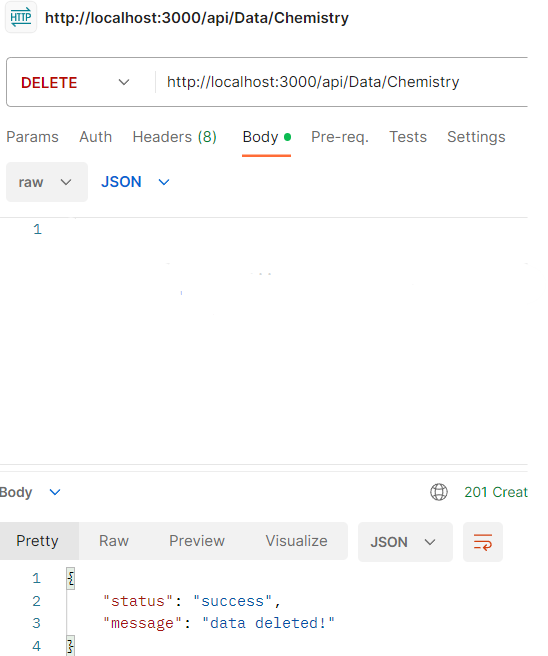 HTTP http://localhost:3000/api/Data/Chemistry
DELETE http://localhost:3000/api/Data/Chemistry
Params Auth Headers (8) Body Pre-req. Tests Settings
raw JSON
1
Body 201 Creat
Pretty Raw Preview Visualize JSON
1 {
2 "status": "success",
3 "message": "data deleted!"
4 }